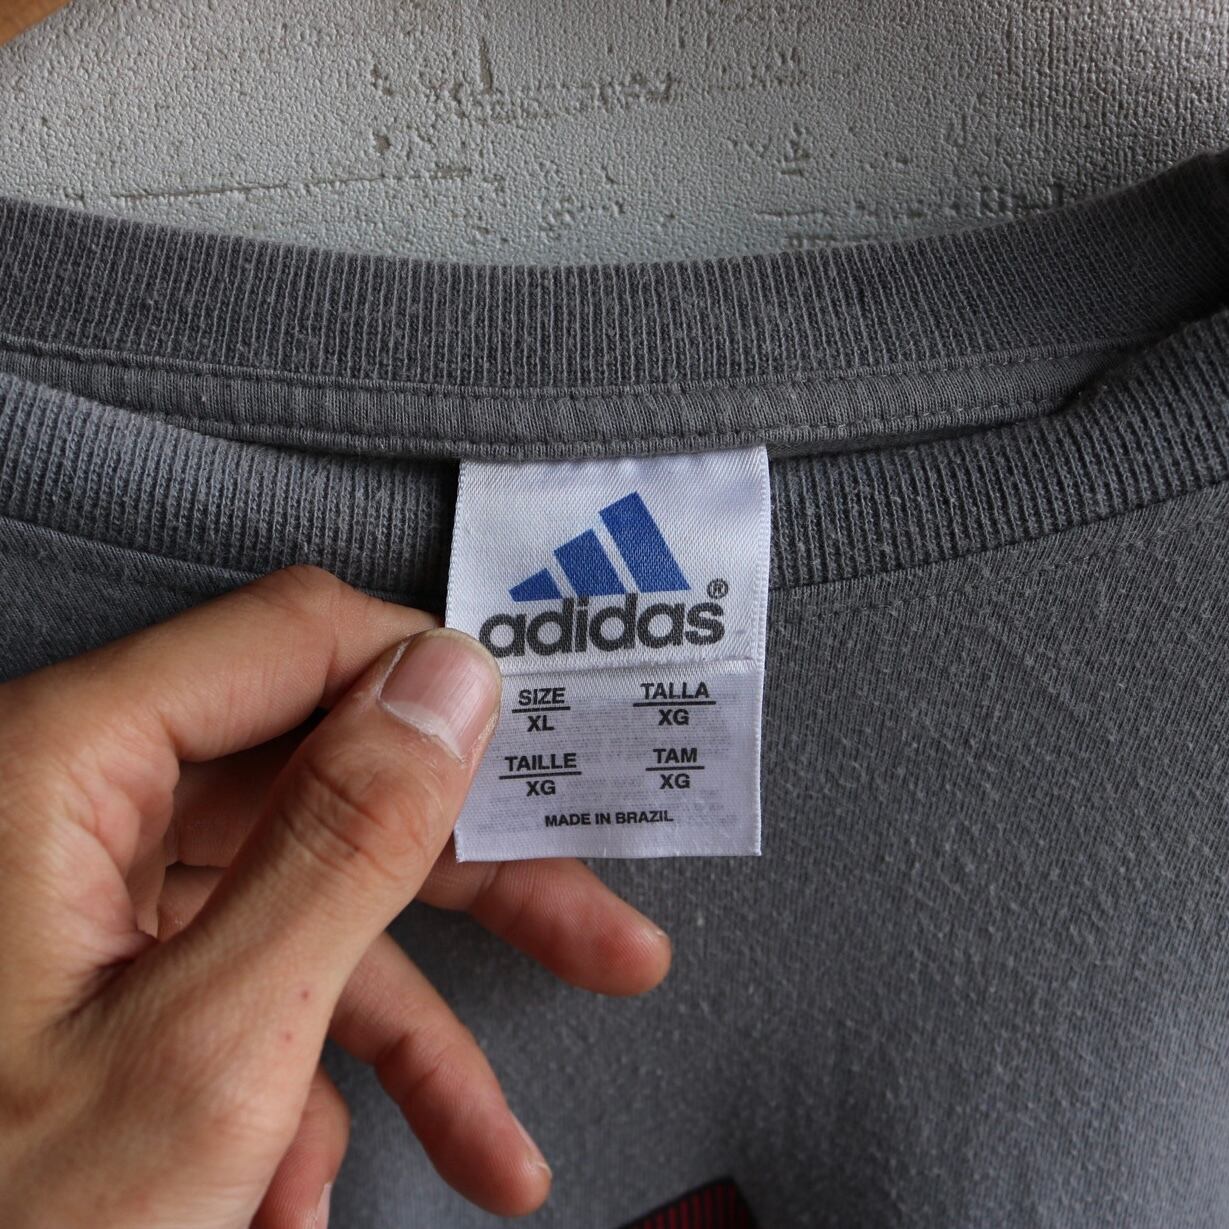 adidas®
SIZE TALLA
XL XG
TAILLE TAM
XG XG
MADE IN BRAZIL